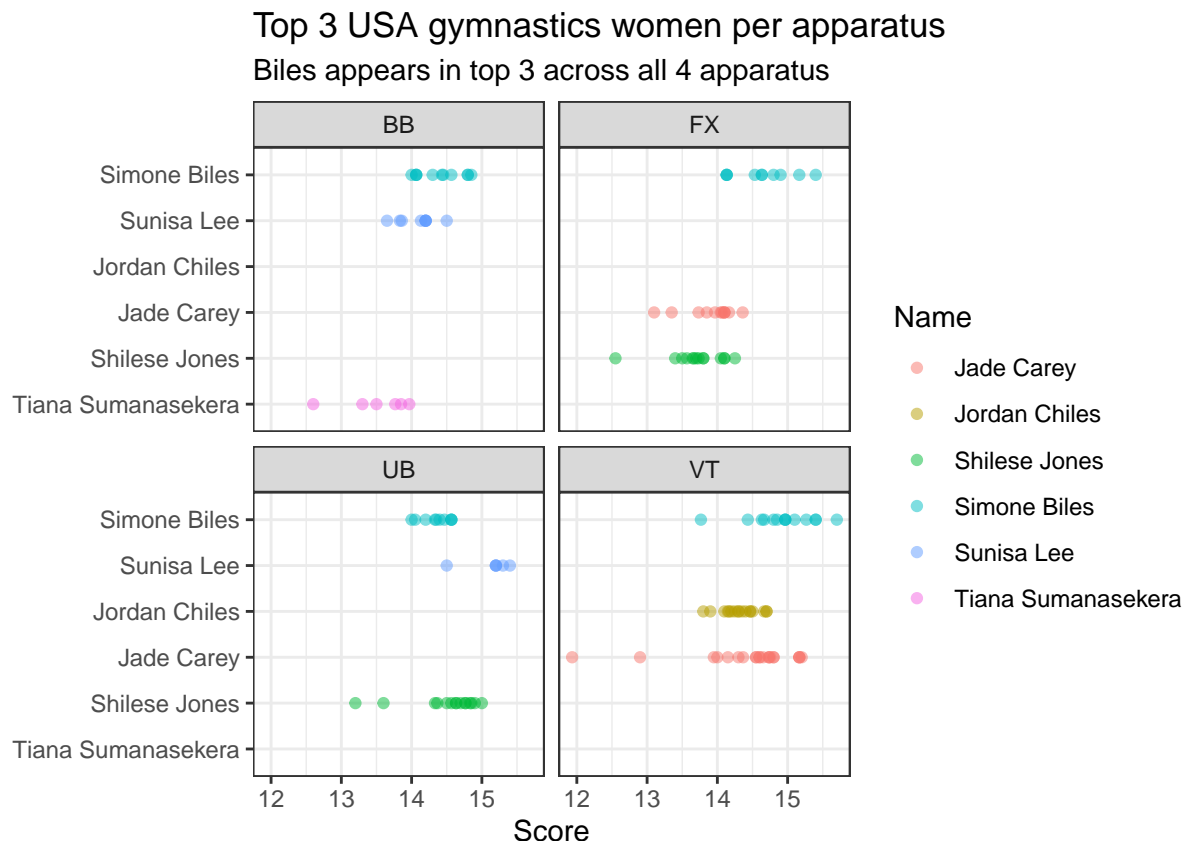 Top 3 USA gymnastics women per apparatus
Biles appears in top 3 across all 4 apparatus
BB
FX
Simone Biles
Sunisa Lee
Jordan Chiles
Jade Carey
Shilese Jones
Tiana Sumanasekera
UB
VT
Simone Biles
Sunisa Lee
Jordan Chiles
Jade Carey
Shilese Jones
Tiana Sumanasekera
12 13 14 15
12 13 14 15
Score
Name
Jade Carey
Jordan Chiles
Shilese Jones
Simone Biles
Sunisa Lee
Tiana Sumanasekera